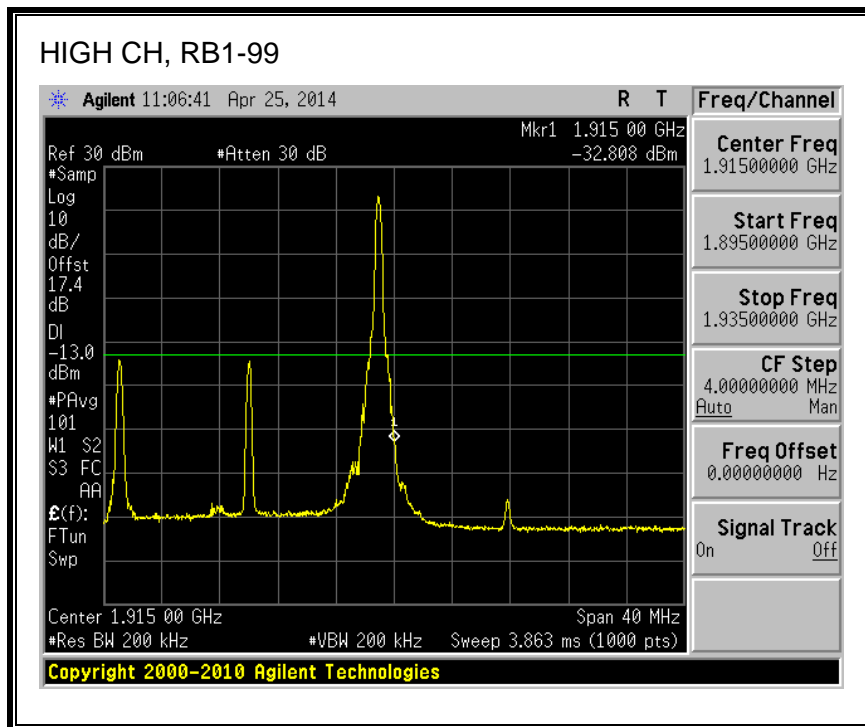 HIGH CH, RB1-99
Agilent 11:06:41 Apr 25, 2014 R T
Mkr1 1.915 00 GHz
Ref 30 dBm #Atten 30 dB -32.808 dBm
#Samp
Log
10
dB/
Offst
17.4
dB
DI
-13.0
dBm
#PAvg
101
W1 S2
S3 FC
AA
£(f):
FTun
Swp
1
Center 1.915 00 GHz Span 40 MHz
#Res BW 200 kHz #VBW 200 kHz Sweep 3.863 ms (1000 pts)
Copyright 2000-2010 Agilent Technologies
Freq/Channel
Center Freq
1.91500000 GHz
Start Freq
1.89500000 GHz
Stop Freq
1.93500000 GHz
CF Step
4.00000000 MHz
Auto Man
Freq Offset
0.00000000 Hz
Signal Track
On Off